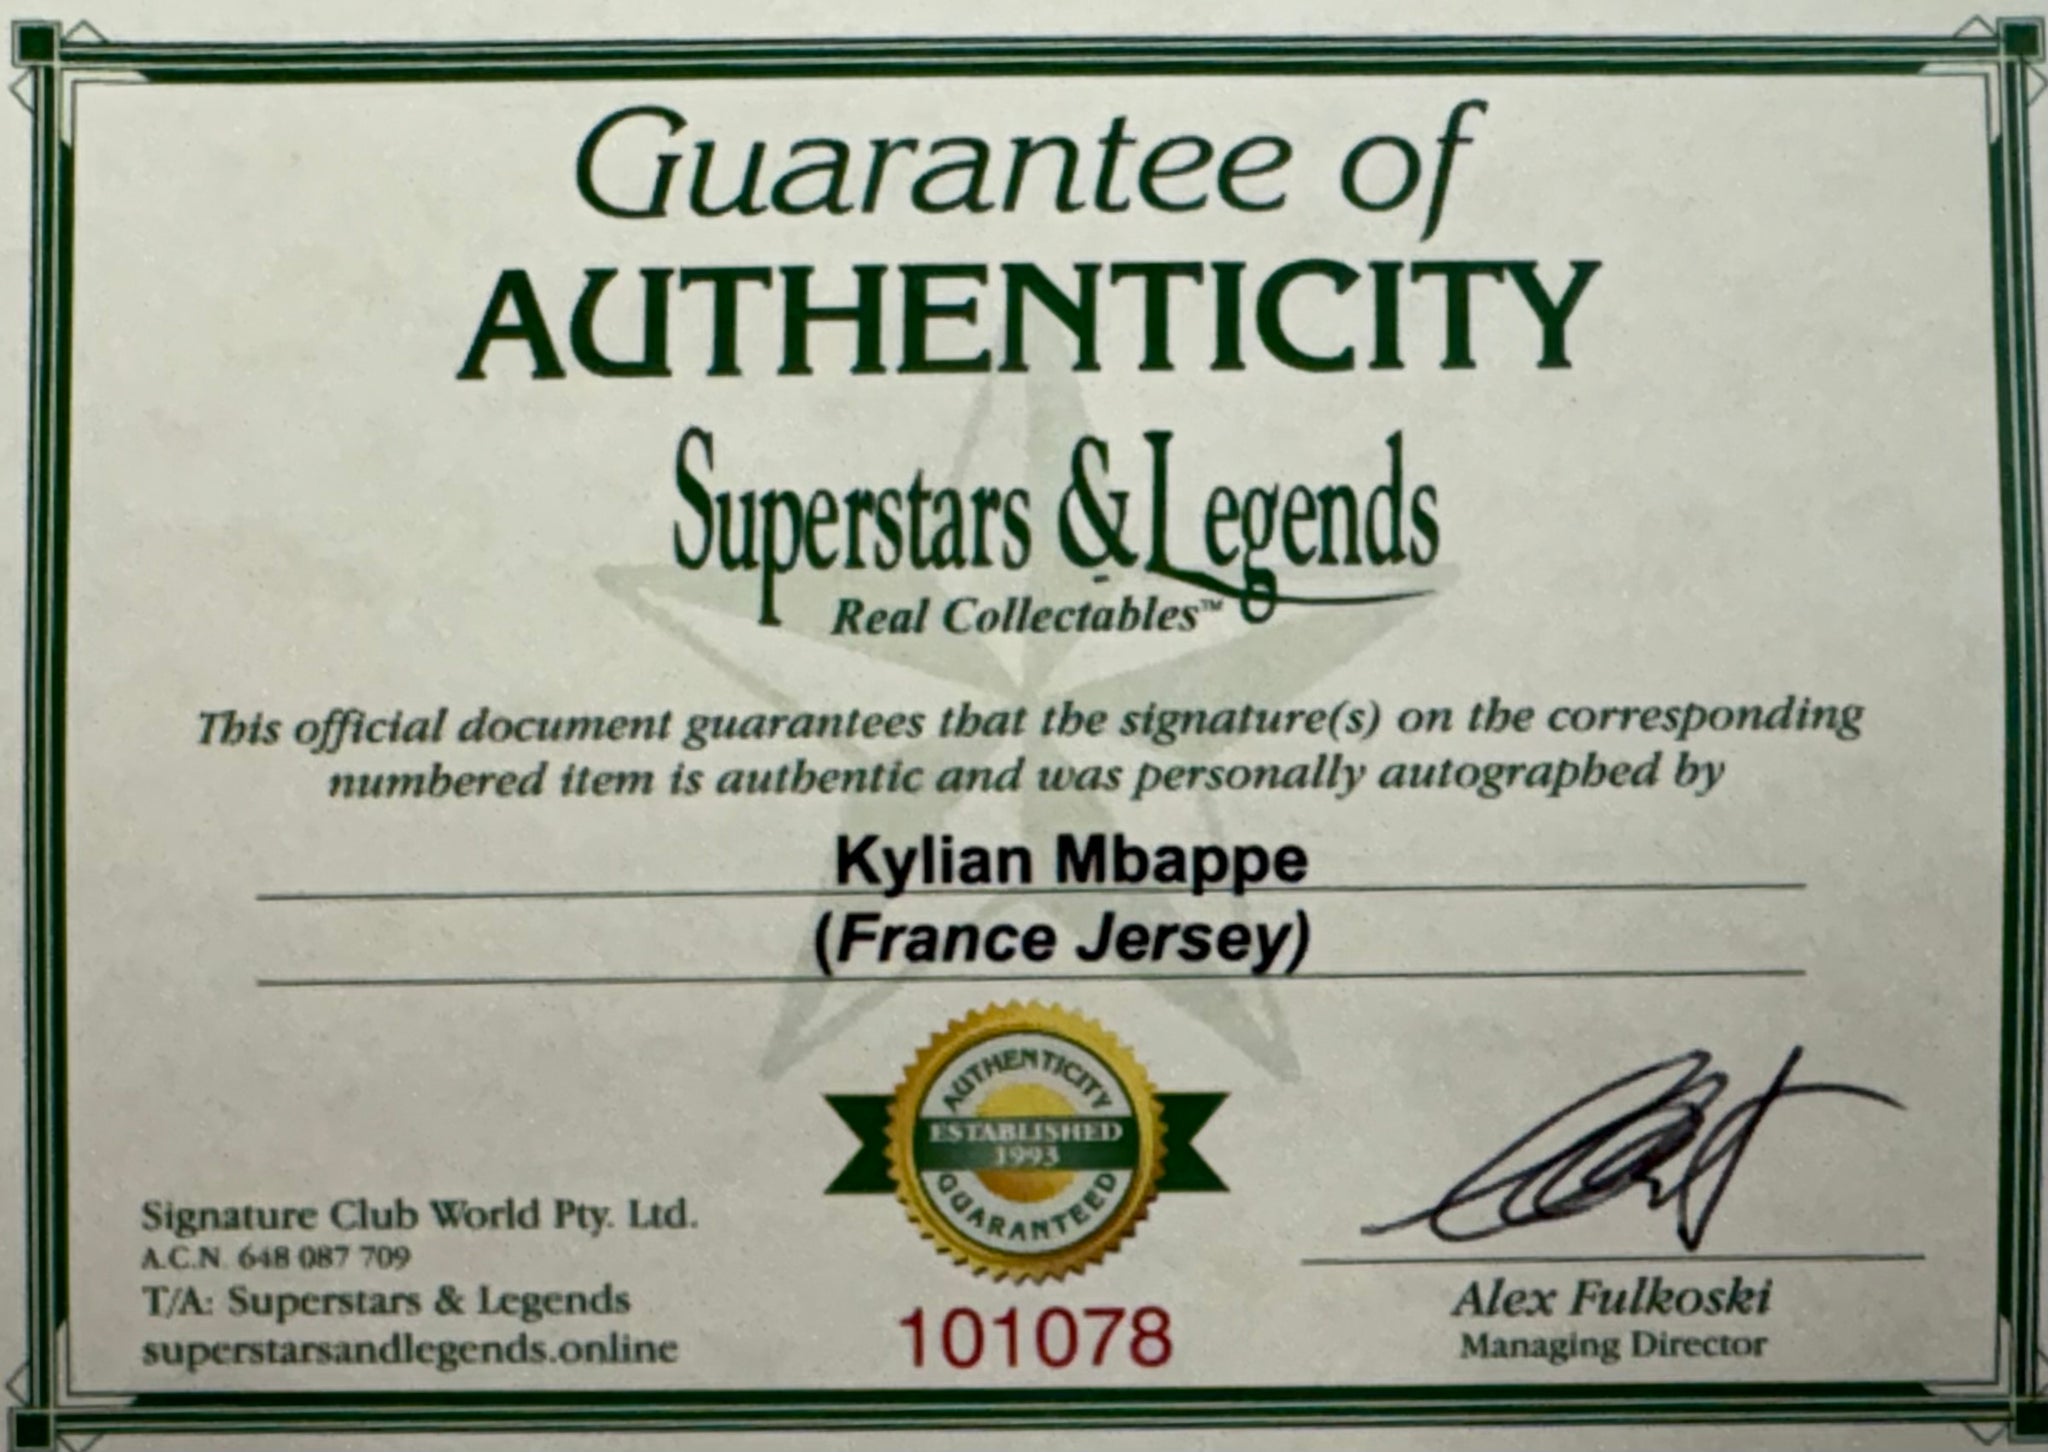 Guarantee of
AUTHENTICITY
Superstars & Legends
Real Collectables™
This official document guarantees that the signature(s) on the corresponding
numbered item is authentic and was personally autographed by
Kylian Mbappe
(France Jersey)
AUTHENTICITY
ESTABLISHED
1993
GUARANTEED
Signature Club World Pty. Ltd.
A.C.N. 648 087 709
T/A: Superstars & Legends
superstarsandlegends.online
101078
Alex Fulkoski
Managing Director